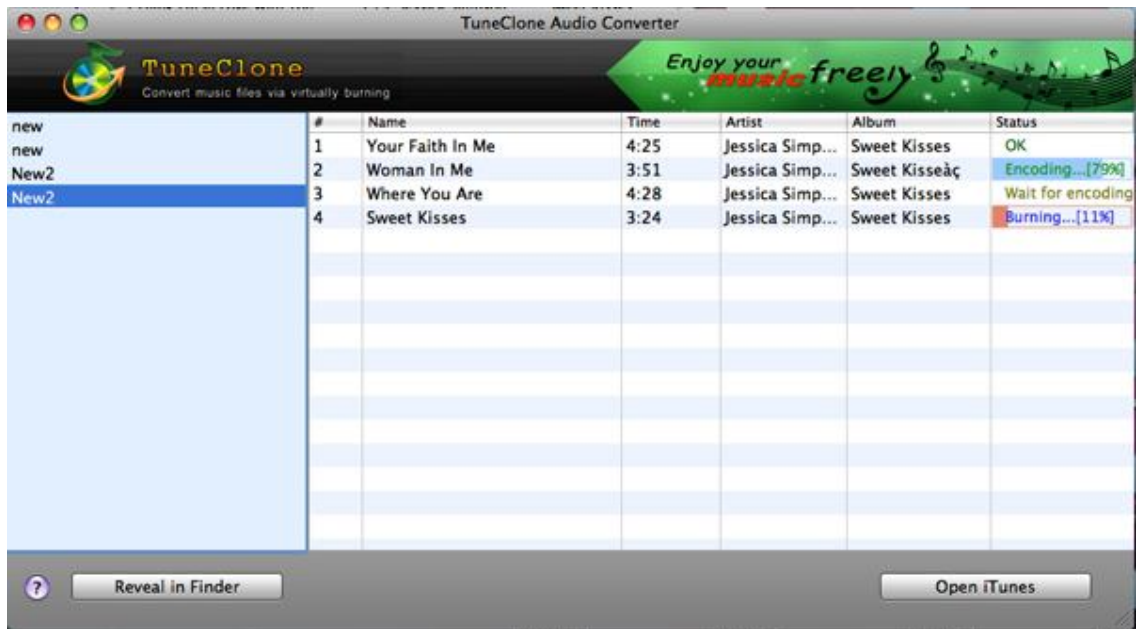 TuneClone Audio Converter
TuneClone
Convert music files via virtually burning
Enjoy your music freely
new
new
New2
New2
# Name Time Artist Album Status
1 Your Faith In Me 4:25 Jessica Simp... Sweet Kisses OK
2 Woman In Me 3:51 Jessica Simp... Sweet Kisseàç Encoding...[79%]
3 Where You Are 4:28 Jessica Simp... Sweet Kisses Wait for encoding
4 Sweet Kisses 3:24 Jessica Simp... Sweet Kisses Burning...[11%]
? Reveal in Finder Open iTunes